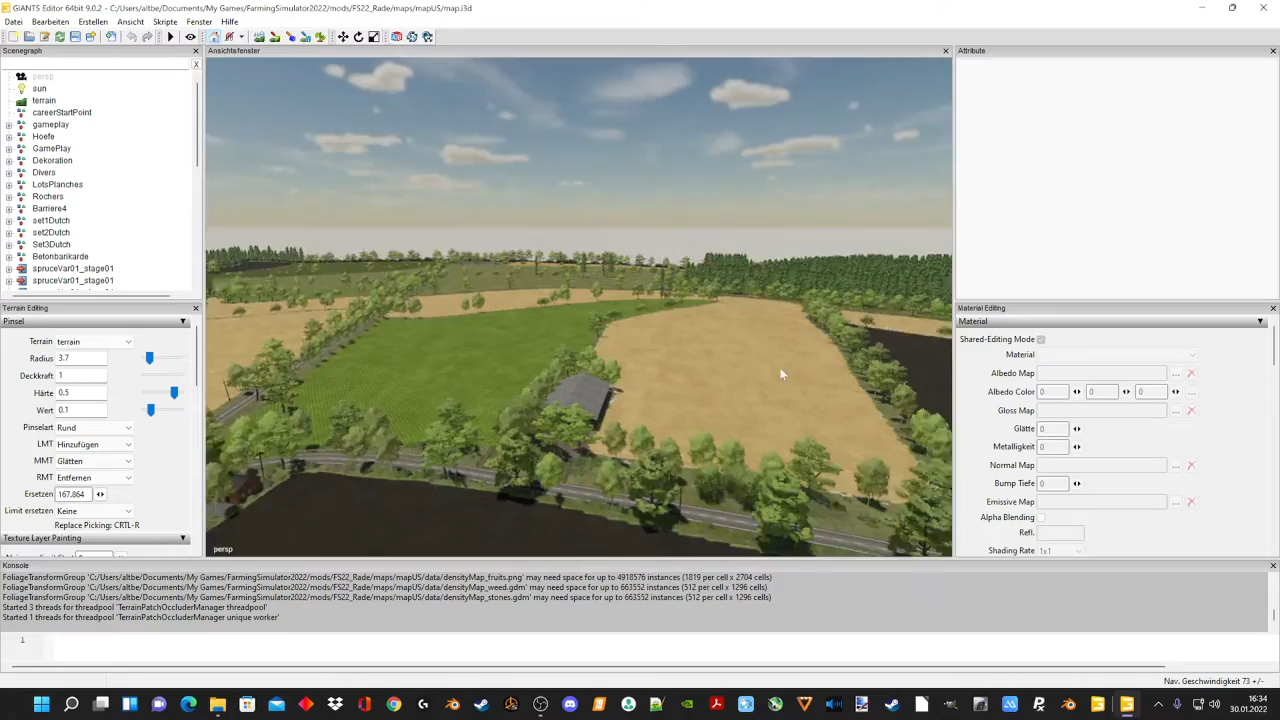 GIANTS Editor 64bit 9.0.2 - C:/Users/altbe/Documents/My Games/FarmingSimulator2022/mods/FS22_Rade/maps/mapUS/map.i3d
Datei Bearbeiten Erstellen Ansicht Skripte Fenster Hilfe
Scenegraph
X
persp
sun
terrain
careerStartPoint
gameplay
Hoefe
GamePlay
Dekoration
Divers
LotsPlanches
Rochers
Barriere4
set1Dutch
set2Dutch
Set3Dutch
Betonbarikarde
spruceVar01_stage01
spruceVar01_stage01
Terrain Editing
Pinsel
Terrain terrain
Radius 3.7
Deckkraft 1
Härte 0.5
Wert 0.1
Pinselart Rund
LMT Hinzufügen
MMT Glätten
RMT Entfernen
Ersetzen 167.864
Limit ersetzen Keine
Replace Picking: CRTL-R
Texture Layer Painting
Ansichtsfenster
persp
Attribute
Material Editing
Material
Shared-Editing Mode
Material
Albedo Map ...
Albedo Color 0 0 0 ...
Gloss Map ...
Glätte 0
Metalligkeit 0
Normal Map ...
Bump Tiefe 0
Emissive Map ...
Alpha Blending
Refl.
Shading Rate 1x1
Konsole
FoliageTransformGroup 'C:/Users/altbe/Documents/My Games/FarmingSimulator2022/mods/FS22_Rade/maps/mapUS/data/densityMap_fruits.png' may need space for up to 4918576 instances (1819 per cell x 2704 cells)
FoliageTransformGroup 'C:/Users/altbe/Documents/My Games/FarmingSimulator2022/mods/FS22_Rade/maps/mapUS/data/densityMap_weed.gdm' may need space for up to 663552 instances (512 per cell x 1296 cells)
FoliageTransformGroup 'C:/Users/altbe/Documents/My Games/FarmingSimulator2022/mods/FS22_Rade/maps/mapUS/data/densityMap_stones.gdm' may need space for up to 663552 instances (512 per cell x 1296 cells)
Started 3 threads for threadpool 'TerrainPatchOccluderManager threadpool'
Started 1 threads for threadpool 'TerrainPatchOccluderManager unique worker'
1
Nav. Geschwindigkeit 73 +/-
16:34
30.01.2022